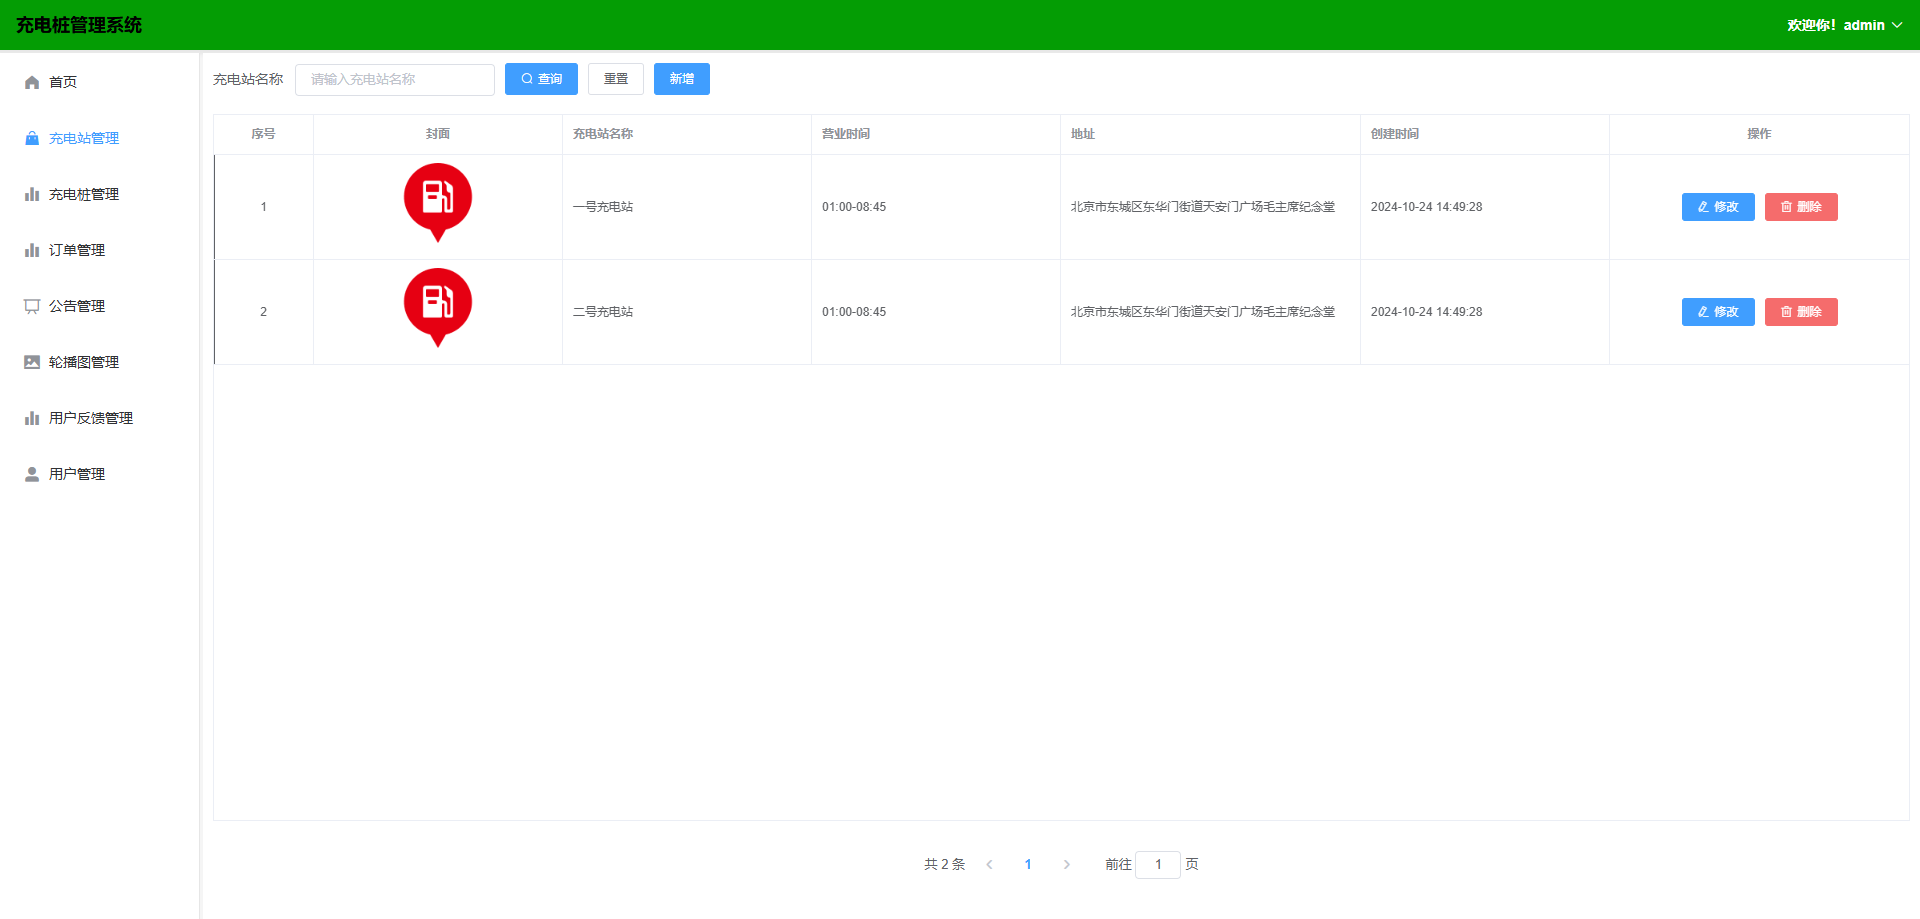 充电桩管理系统
欢迎你! admin
首页
充电站管理
充电桩管理
订单管理
公告管理
轮播图管理
用户反馈管理
用户管理
充电站名称 请输入充电站名称 查询 重置 新增
序号 封面 充电站名称 营业时间 地址 创建时间 操作
1 一号充电站 01:00-08:45 北京市东城区东华门街道天安门广场毛主席纪念堂 2024-10-24 14:49:28 修改 删除
2 二号充电站 01:00-08:45 北京市东城区东华门街道天安门广场毛主席纪念堂 2024-10-24 14:49:28 修改 删除
共 2 条 1 前往 1 页